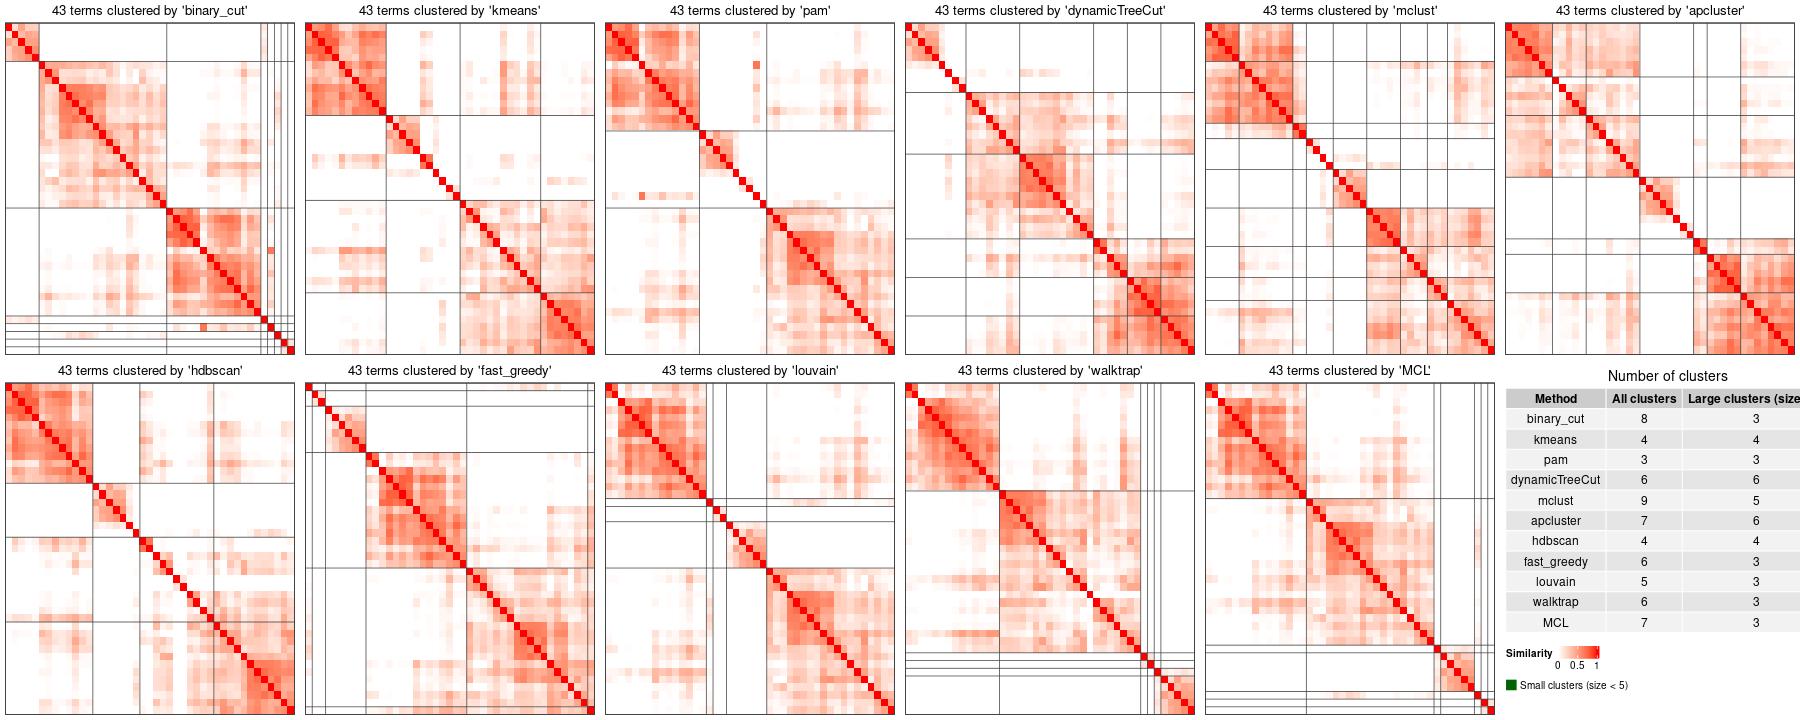 43 terms clustered by 'binary_cut'
43 terms clustered by 'kmeans'
43 terms clustered by 'pam'
43 terms clustered by 'dynamicTreeCut'
43 terms clustered by 'mclust'
43 terms clustered by 'apcluster'
43 terms clustered by 'hdbscan'
43 terms clustered by 'fast_greedy'
43 terms clustered by 'louvain'
43 terms clustered by 'walktrap'
43 terms clustered by 'MCL'
Number of clusters
Method All clusters Large clusters (size
binary_cut 8 3
kmeans 4 4
pam 3 3
dynamicTreeCut 6 6
mclust 9 5
apcluster 7 6
hdbscan 4 4
fast_greedy 6 3
louvain 5 3
walktrap 6 3
MCL 7 3
Similarity
0 0.5 1
Small clusters (size < 5)